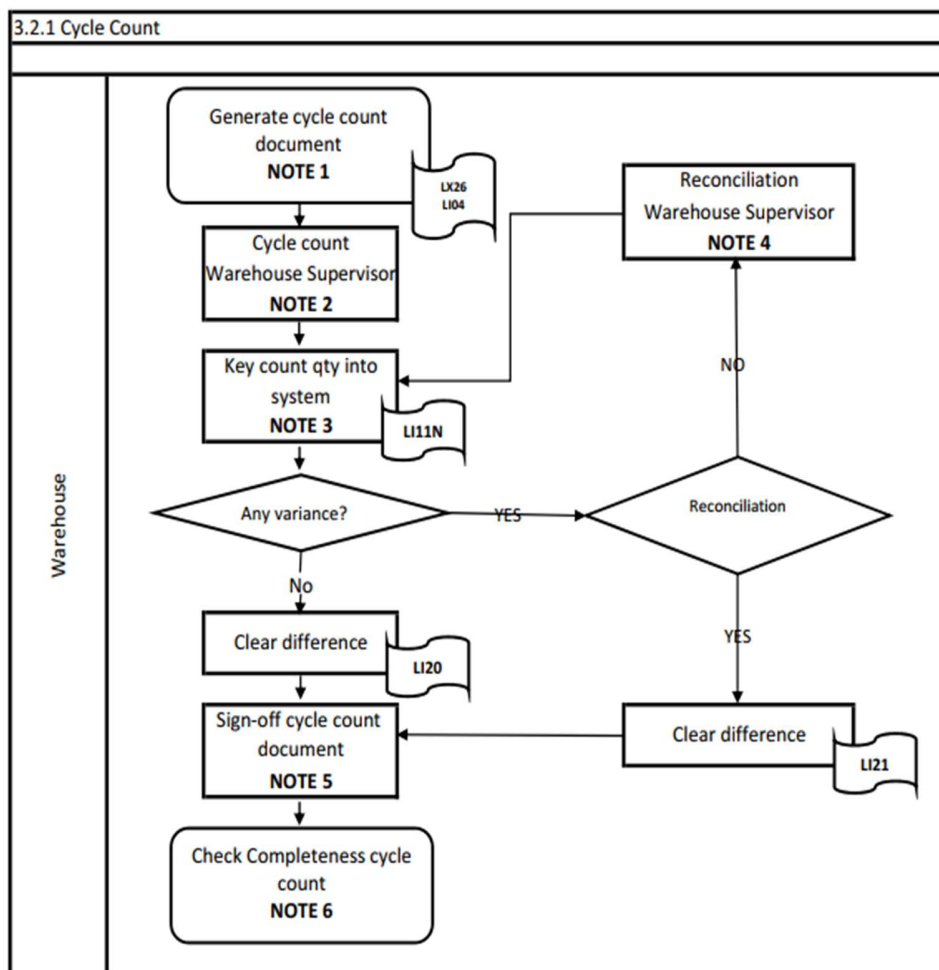 3.2.1 Cycle Count
Warehouse
Generate cycle count
document
NOTE 1
LX26
LI04
Cycle count
Warehouse Supervisor
NOTE 2
Key count qty into
system
NOTE 3
LI11N
Any variance?
YES
Reconciliation
NO
Reconciliation
Warehouse Supervisor
NOTE 4
No
Clear difference
LI20
YES
Clear difference
LI21
Sign-off cycle count
document
NOTE 5
Check Completeness cycle
count
NOTE 6